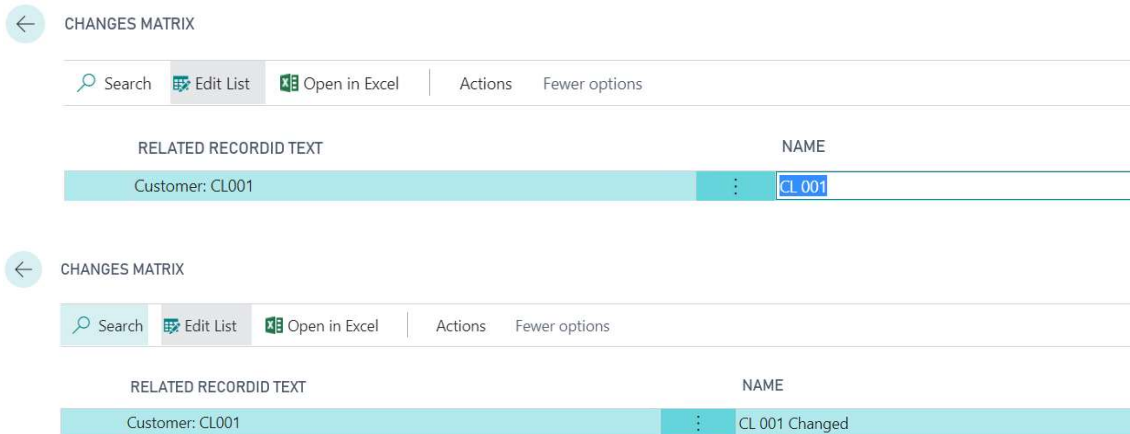 CHANGES MATRIX
Search Edit List Open in Excel Actions Fewer options
RELATED RECORDID TEXT NAME
Customer: CL001 CL 001
CHANGES MATRIX
Search Edit List Open in Excel Actions Fewer options
RELATED RECORDID TEXT NAME
Customer: CL001 CL 001 Changed